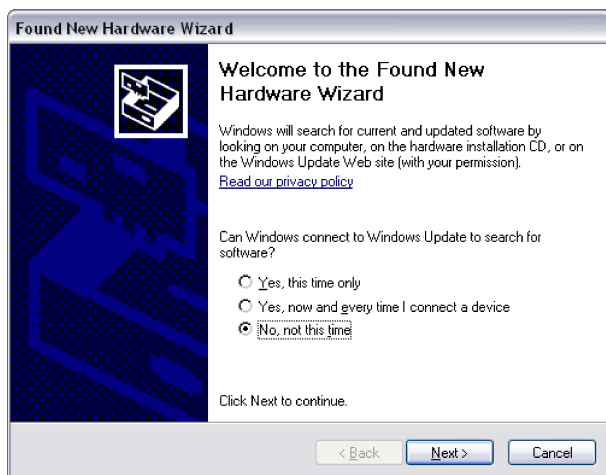 Found New Hardware Wizard
Welcome to the Found New
Hardware Wizard
Windows will search for current and updated software by
looking on your computer, on the hardware installation CD, or on
the Windows Update Web site (with your permission).
Read our privacy policy
Can Windows connect to Windows Update to search for
software?
Yes, this time only
Yes, now and every time I connect a device
No, not this time
Click Next to continue.
< Back
Next >
Cancel